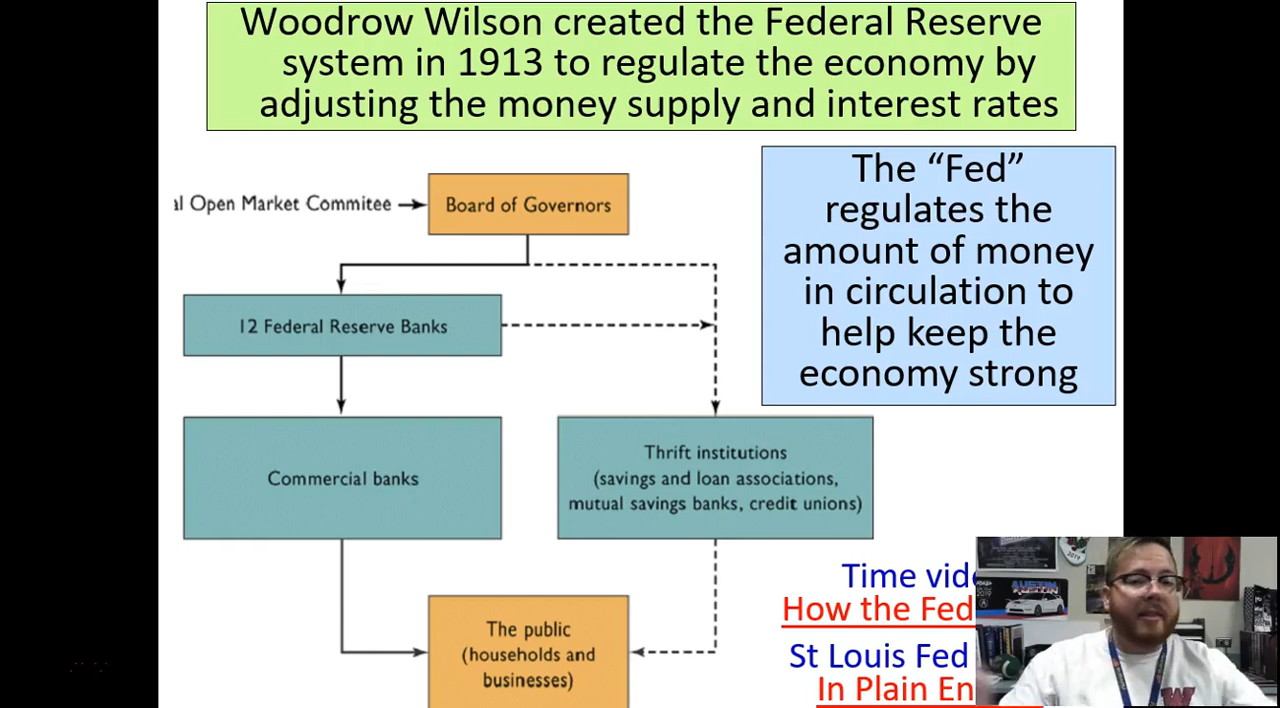 Woodrow Wilson created the Federal Reserve
system in 1913 to regulate the economy by
adjusting the money supply and interest rates
The “Fed”
regulates the
amount of money
in circulation to
help keep the
economy strong
al Open Market Commitee
Board of Governors
12 Federal Reserve Banks
Commercial banks
Thrift institutions
(savings and loan associations,
mutual savings banks, credit unions)
The public
(households and
businesses)
Time vide
How the Fed
St Louis Fed
In Plain En
AUSTIN
2019
W